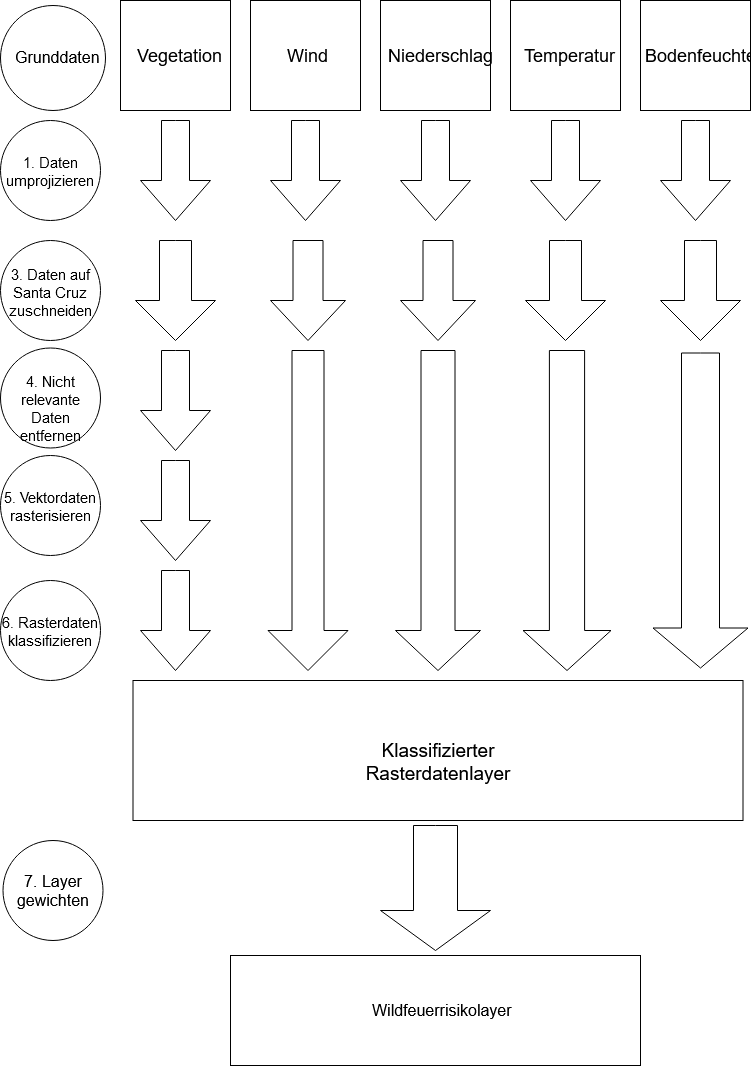 Grunddaten
Vegetation
Wind
Niederschlag
Temperatur
Bodenfeuchte
1. Daten
umprojizieren
3. Daten auf
Santa Cruz
zuschneiden
4. Nicht
relevante
Daten
entfernen
5. Vektordaten
rasterisieren
6. Rasterdaten
klassifizieren
Klassifizierter
Rasterdatenlayer
7. Layer
gewichten
Wildfeuerrisikolayer